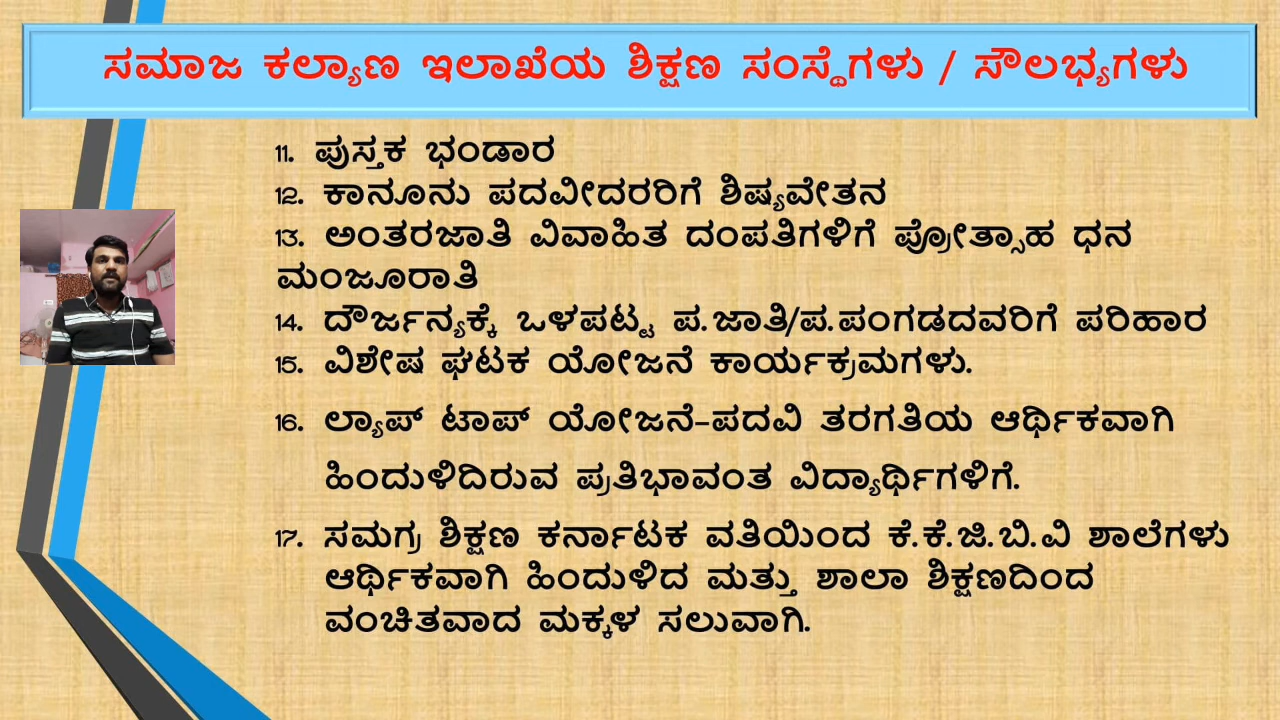 ಸಮಾಜ ಕಲ್ಯಾಣ ಇಲಾಖೆಯ ಶಿಕ್ಷಣ ಸಂಸ್ಥೆಗಳು / ಸೌಲಭ್ಯಗಳು
11. ಪುಸ್ತಕ ಭಂಡಾರ
12. ಕಾನೂನು ಪದವೀದರರಿಗೆ ಶಿಷ್ಯವೇತನ
13. ಅಂತರಜಾತಿ ವಿವಾಹಿತ ದಂಪತಿಗಳಿಗೆ ಪ್ರೋತ್ಸಾಹ ಧನ
ಮಂಜೂರಾತಿ
14. ದೌರ್ಜನ್ಯಕ್ಕೆ ಒಳಪಟ್ಟ ಪ.ಜಾತಿ/ಪ.ಪಂಗಡದವರಿಗೆ ಪರಿಹಾರ
15. ವಿಶೇಷ ಘಟಕ ಯೋಜನೆ ಕಾರ್ಯಕ್ರಮಗಳು.
16. ಲ್ಯಾಪ್ ಟಾಪ್ ಯೋಜನೆ-ಪದವಿ ತರಗತಿಯ ಆರ್ಥಿಕವಾಗಿ
ಹಿಂದುಳಿದಿರುವ ಪ್ರತಿಭಾವಂತ ವಿದ್ಯಾರ್ಥಿಗಳಿಗೆ.
17. ಸಮಗ್ರ ಶಿಕ್ಷಣ ಕರ್ನಾಟಕ ವತಿಯಿಂದ ಕೆ.ಕೆ.ಜಿ.ಬಿ.ವಿ ಶಾಲೆಗಳು
ಆರ್ಥಿಕವಾಗಿ ಹಿಂದುಳಿದ ಮತ್ತು ಶಾಲಾ ಶಿಕ್ಷಣದಿಂದ
ವಂಚಿತವಾದ ಮಕ್ಕಳ ಸಲುವಾಗಿ.